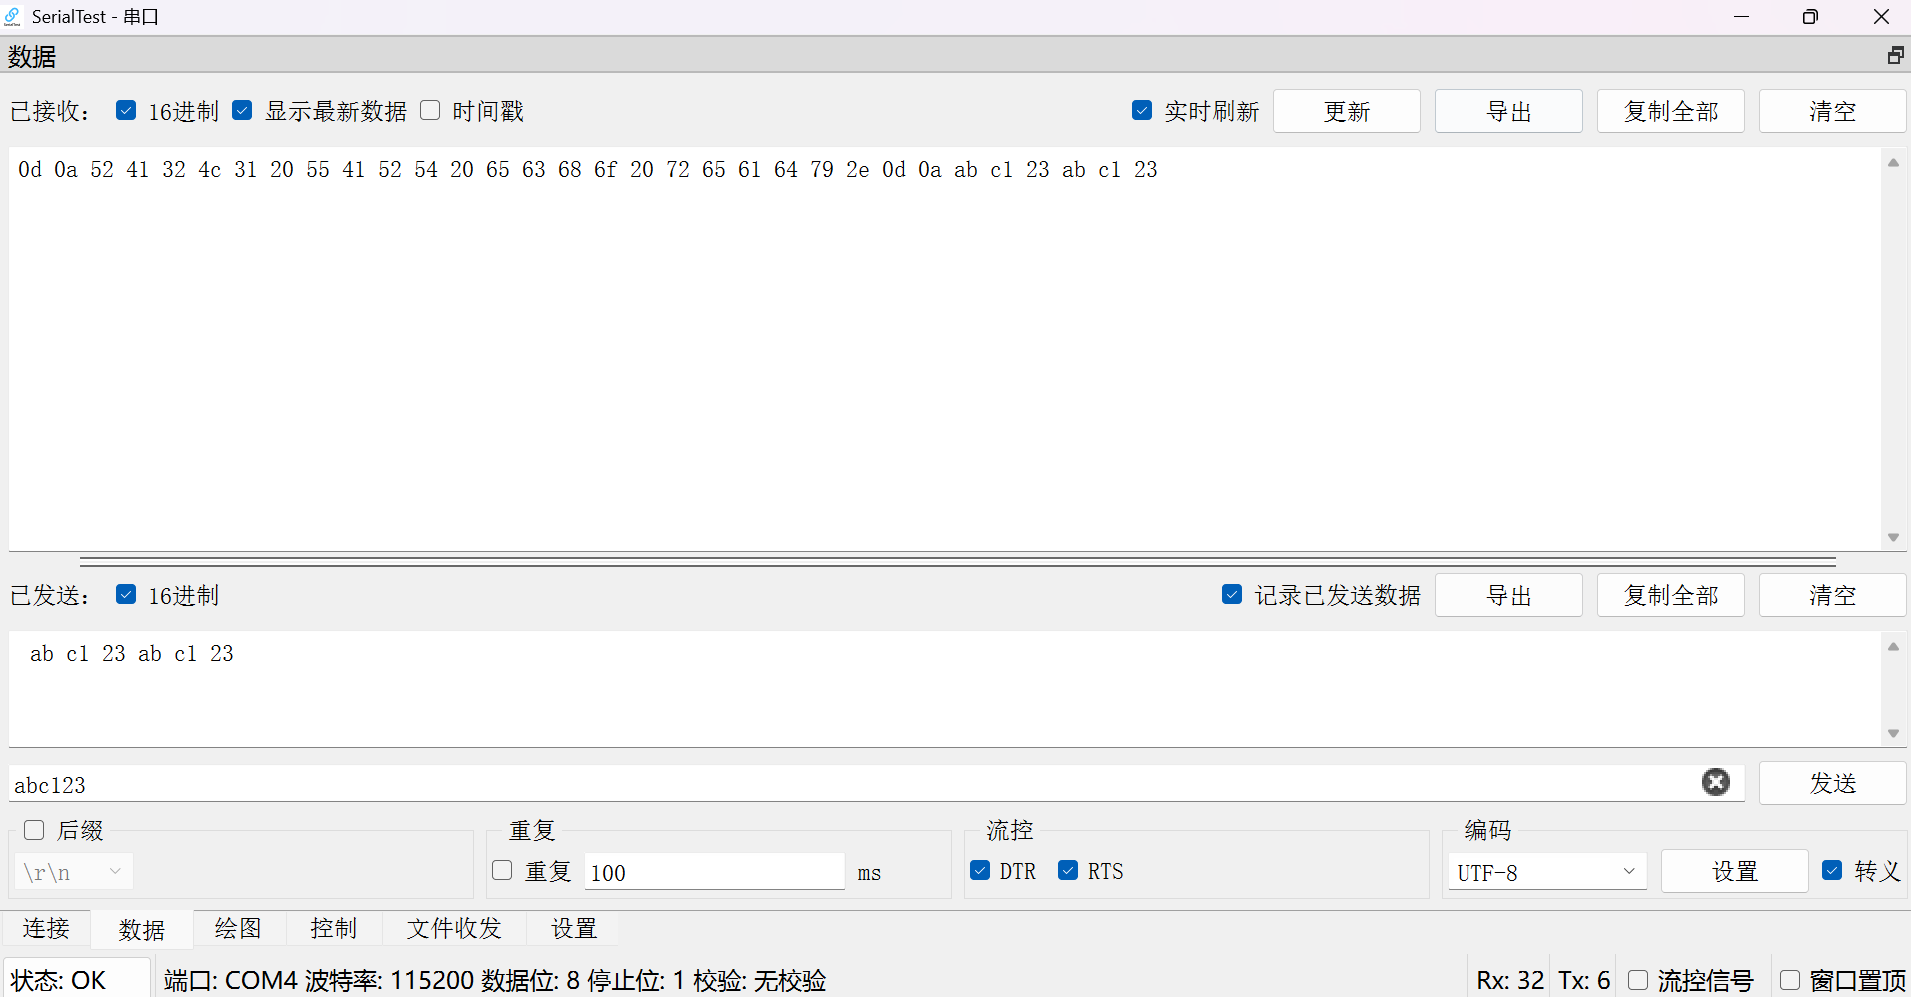 SerialTest - 串口
数据
已接收： 16进制 显示最新数据 时间戳 实时刷新 更新 导出 复制全部 清空
0d 0a 52 41 32 4c 31 20 55 41 52 54 20 65 63 68 6f 20 72 65 61 64 79 2e 0d 0a ab c1 23 ab c1 23
已发送： 16进制 记录已发送数据 导出 复制全部 清空
ab c1 23 ab c1 23
abc123 发送
后缀 重复 流控 编码
\r\n 重复 100 ms DTR RTS UTF-8 设置 转义
连接 数据 绘图 控制 文件收发 设置
状态: OK 端口: COM4 波特率: 115200 数据位: 8 停止位: 1 校验: 无校验 Rx: 32 Tx: 6 流控信号 窗口置顶